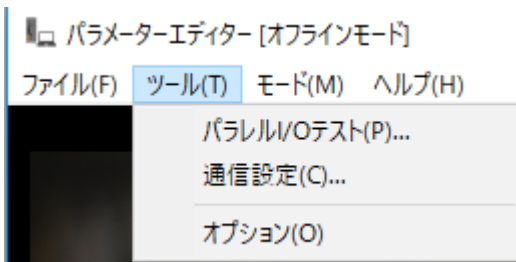 パラメーターエディター [オフラインモード]
ファイル(F) ツール(T) モード(M) ヘルプ(H)
パラレルI/Oテスト(P)...
通信設定(C)...
オプション(O)